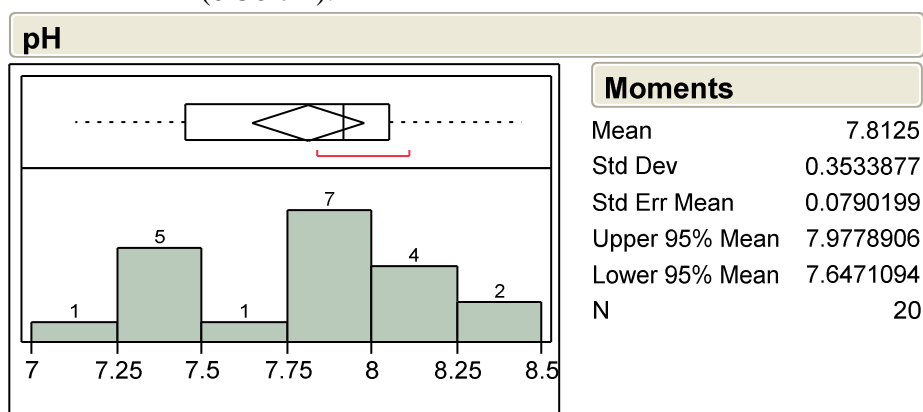 pH
7
5
4
2
1
1
7 7.25 7.5 7.75 8 8.25 8.5
Moments
Mean 7.8125
Std Dev 0.3533877
Std Err Mean 0.0790199
Upper 95% Mean 7.9778906
Lower 95% Mean 7.6471094
N 20